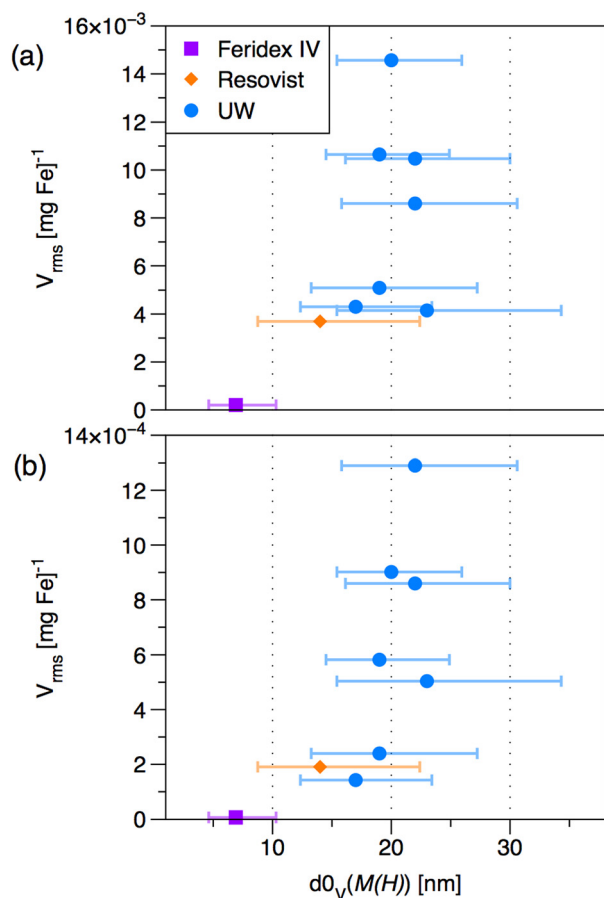 16×10-3
(a)
Feridex IV
Resovist
UW
14
12
10
8
6
4
2
0
Vrms [mg Fe]-1
14×10-4
(b)
12
10
8
6
4
2
0
Vrms [mg Fe]-1
10
20
30
d0V(M(H)) [nm]